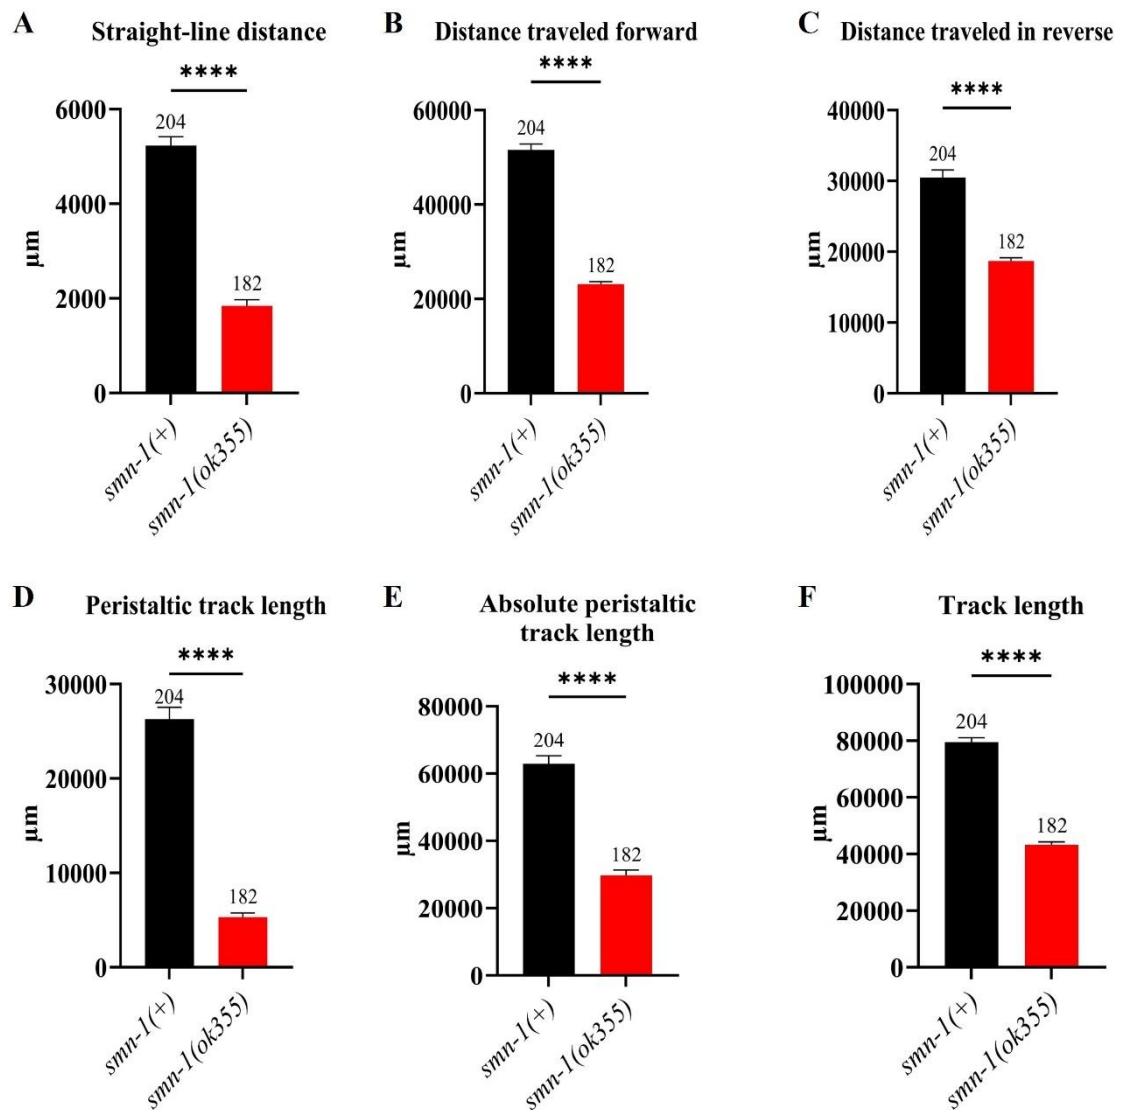 A Straight-line distance
****
6000
204
4000
182
2000
0
μm
smn-1(+)
smn-1(ok355)
B Distance traveled forward
****
60000
204
40000
182
20000
0
μm
smn-1(+)
smn-1(ok355)
C Distance traveled in reverse
****
40000
204
30000
182
20000
10000
0
μm
smn-1(+)
smn-1(ok355)
D Peristaltic track length
****
30000
204
20000
10000
182
0
μm
smn-1(+)
smn-1(ok355)
E Absolute peristaltic
track length
****
80000
204
60000
40000
182
20000
0
μm
smn-1(+)
smn-1(ok355)
F Track length
****
100000
204
80000
60000
182
40000
20000
0
μm
smn-1(+)
smn-1(ok355)